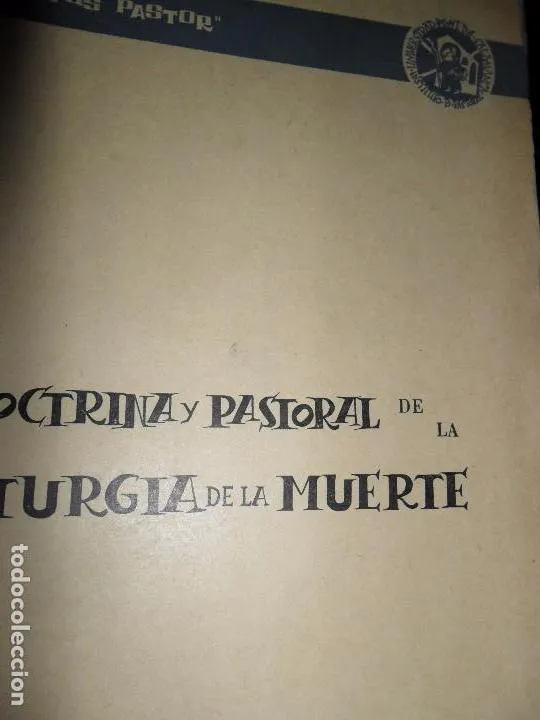 PASTOR"
OCTRINA Y PASTORAL DE LA
TURGIA DE LA MUERTE
todocoleccion